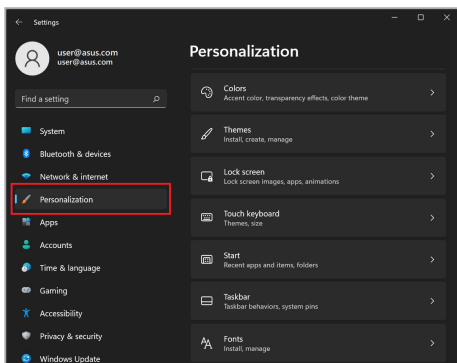 Settings
user@asus.com
user@asus.com
Find a setting
System
Bluetooth & devices
Network & internet
Personalization
Apps
Accounts
Time & language
Gaming
Accessibility
Privacy & security
Windows Update
Personalization
Colors
Accent color, transparency effects, color theme
Themes
Install, create, manage
Lock screen
Lock screen images, apps, animations
Touch keyboard
Themes, size
Start
Recent apps and items, folders
Taskbar
Taskbar behaviors, system pins
Fonts
Install, manage